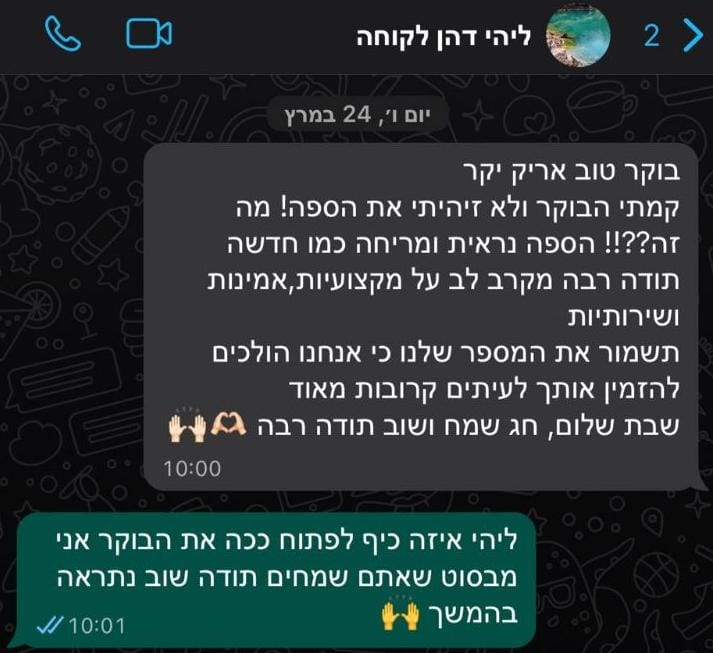 ליהי דהן לקוחה
2
יום ו׳, 24 במרץ
בוקר טוב אריק יקר
קמתי הבוקר ולא זיהיתי את הספה! מה
זה??!! הספה נראית ומריחה כמו חדשה
תודה רבה מקרב לב על מקצועיות,אמינות
ושירותיות
תשמור את המספר שלנו כי אנחנו הולכים
להזמין אותך לעיתים קרובות מאוד
שבת שלום, חג שמח ושוב תודה רבה 🫶🏻🙌🏻
10:00
ליהי איזה כיף לפתוח ככה את הבוקר אני
מבסוט שאתם שמחים תודה שוב נתראה
בהמשך 🙌
10:01